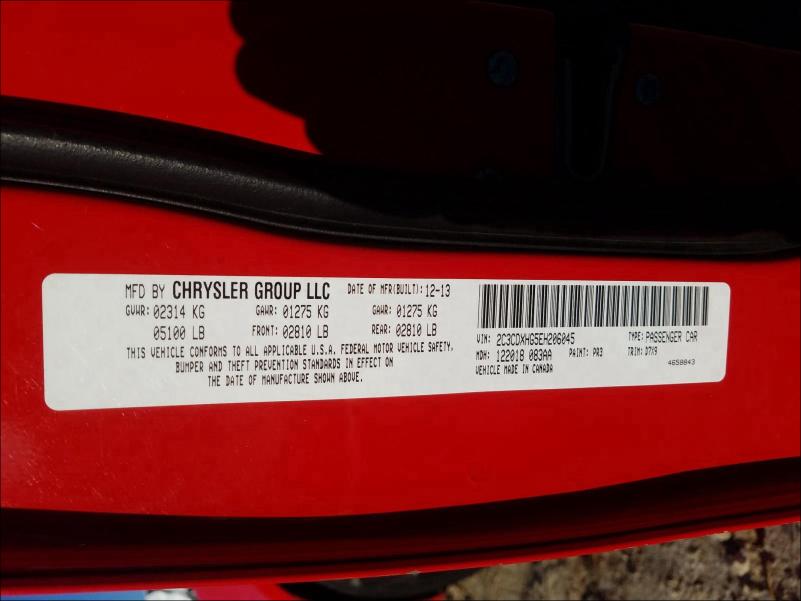 MFD BY CHRYSLER GROUP LLC DATE OF MFR(BUILT): 12-13
GVWR: 02314 KG GAWR: 01275 KG GAWR: 01275 KG
05100 LB FRONT: 02810 LB REAR: 02810 LB
THIS VEHICLE CONFORMS TO ALL APPLICABLE U.S.A. FEDERAL MOTOR VEHICLE SAFETY,
BUMPER AND THEFT PREVENTION STANDARDS IN EFFECT ON
THE DATE OF MANUFACTURE SHOWN ABOVE.
VIN: 2C3CDXHG5EH206045 TYPE: PASSENGER CAR
MDH: 122018 083AA PAINT: PR3 TRIM: D7X9
VEHICLE MADE IN CANADA 4658843